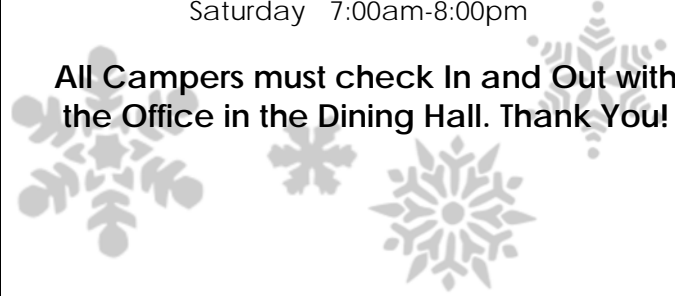 Saturday 7:00am-8:00pm
All Campers must check In and Out with
the Office in the Dining Hall. Thank You!